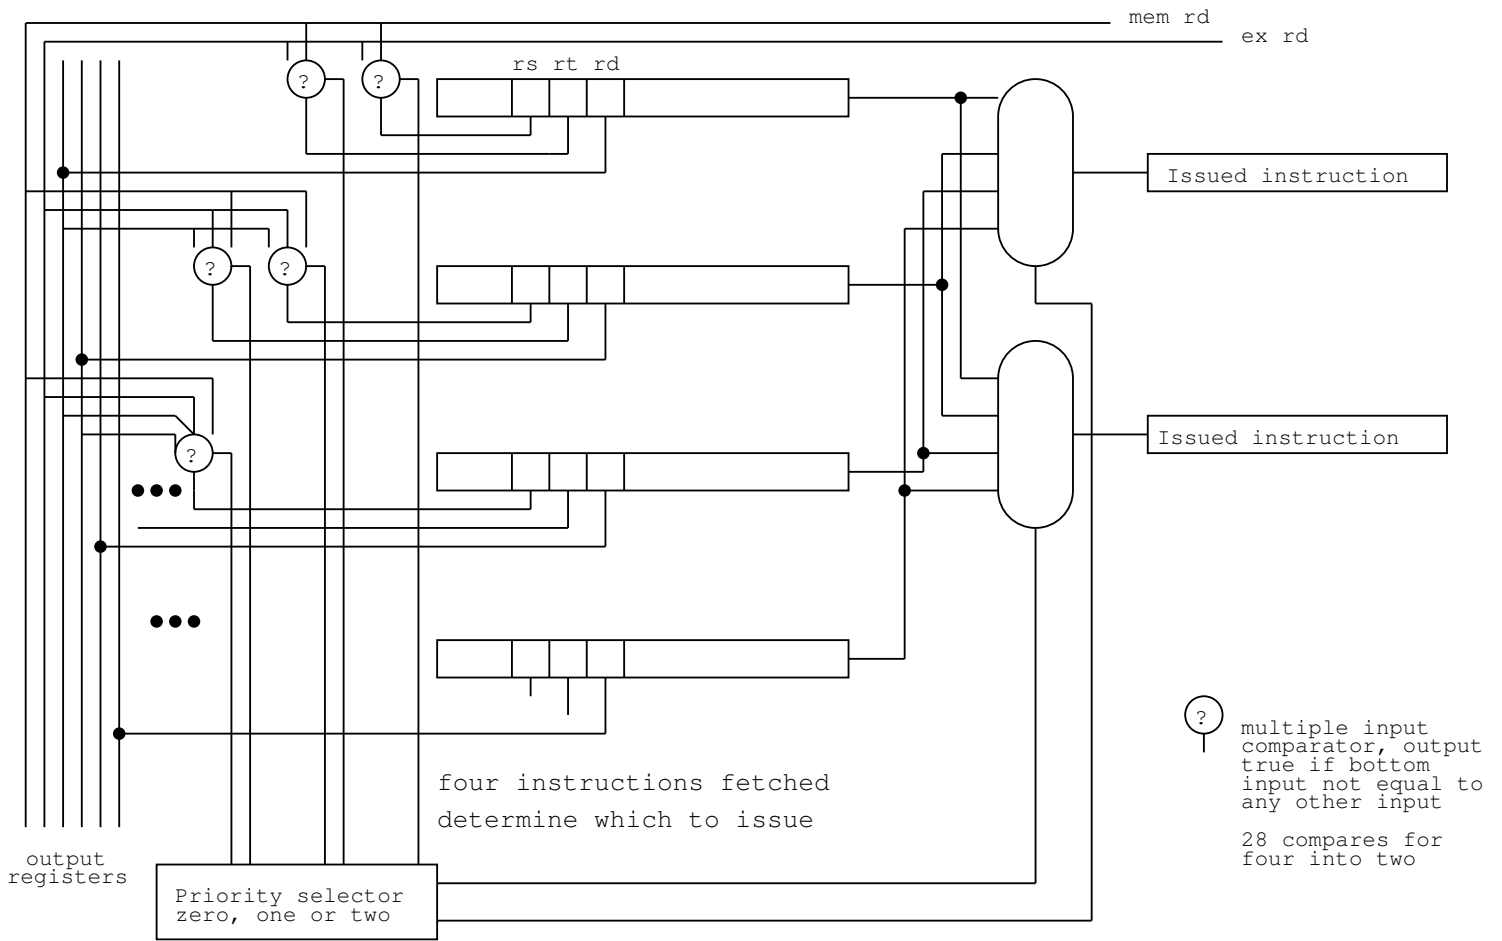 mem rd
ex rd
rs rt rd
?
?
Issued instruction
?
?
Issued instruction
?
?
multiple input
comparator, output
true if bottom
input not equal to
any other input
28 compares for
four into two
four instructions fetched
determine which to issue
output
registers
Priority selector
zero, one or two